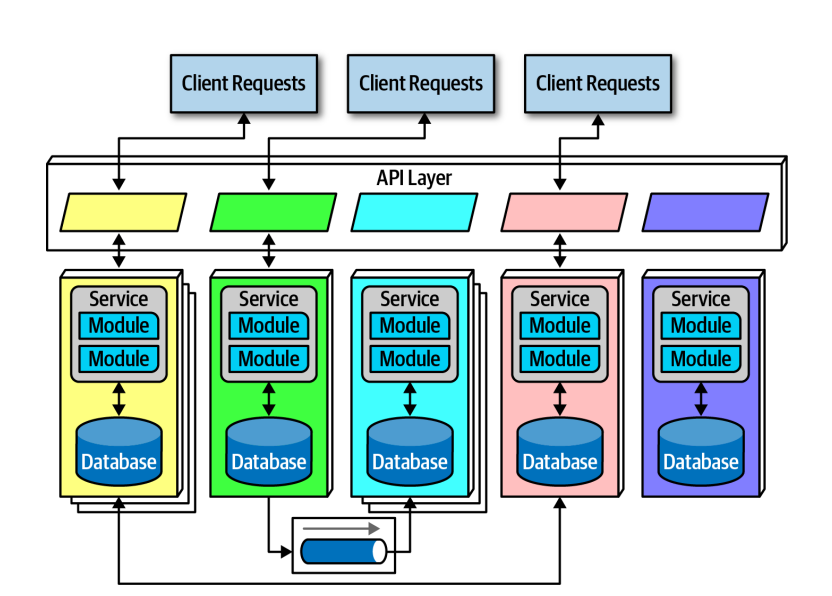 Client Requests
Client Requests
Client Requests
API Layer
Service
Module
Module
Database
Service
Module
Module
Database
Service
Module
Module
Database
Service
Module
Module
Database
Service
Module
Module
Database